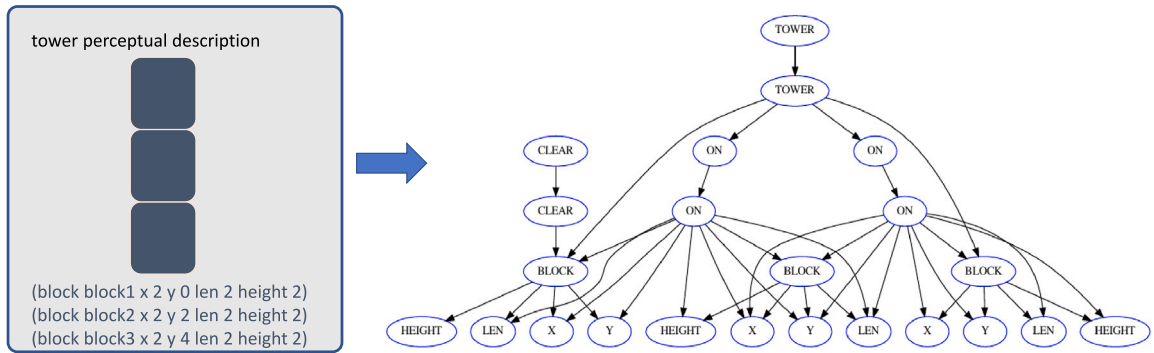 tower perceptual description
(block block1 x 2 y 0 len 2 height 2)
(block block2 x 2 y 2 len 2 height 2)
(block block3 x 2 y 4 len 2 height 2)
TOWER
TOWER
CLEAR ON ON
CLEAR ON ON
BLOCK BLOCK BLOCK
HEIGHT LEN X Y HEIGHT X Y LEN X Y LEN HEIGHT